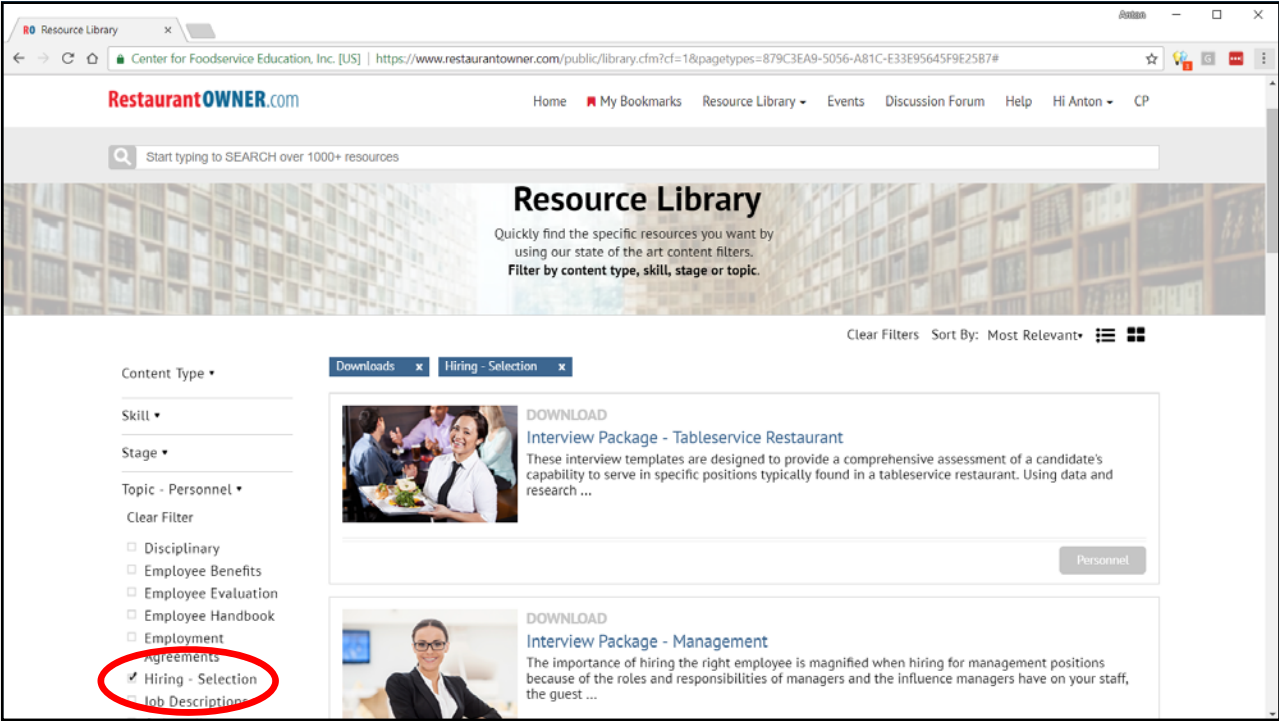 Anton
RO Resource Library
Center for Foodservice Education, Inc. [US] | https://www.restaurantowner.com/public/library.cfm?cf=1&pagetypes=879C3EA9-5056-A81C-E33E95645F9E25B7#
RestaurantOWNER.com
Home My Bookmarks Resource Library Events Discussion Forum Help Hi Anton CP
Start typing to SEARCH over 1000+ resources
Resource Library
Quickly find the specific resources you want by
using our state of the art content filters.
Filter by content type, skill, stage or topic.
Clear Filters Sort By: Most Relevant
Downloads x Hiring - Selection x
Content Type
Skill
Stage
Topic - Personnel
Clear Filter
Disciplinary
Employee Benefits
Employee Evaluation
Employee Handbook
Employment
Agreements
Hiring - Selection
Job Descriptions
DOWNLOAD
Interview Package - Tableservice Restaurant
These interview templates are designed to provide a comprehensive assessment of a candidate's
capability to serve in specific positions typically found in a tableservice restaurant. Using data and
research ...
Personnel
DOWNLOAD
Interview Package - Management
The importance of hiring the right employee is magnified when hiring for management positions
because of the roles and responsibilities of managers and the influence managers have on your staff,
the guest ...